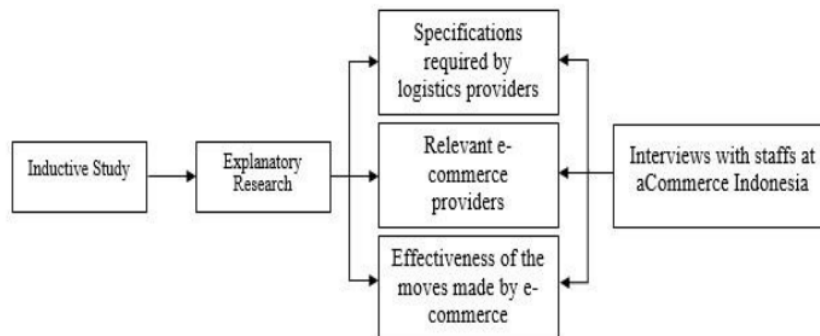 Inductive Study
Explanatory
Research
Specifications
required by
logistics providers
Relevant e-
commerce
providers
Effectiveness of the
moves made by e-
commerce
Interviews with staffs at
aCommerce Indonesia